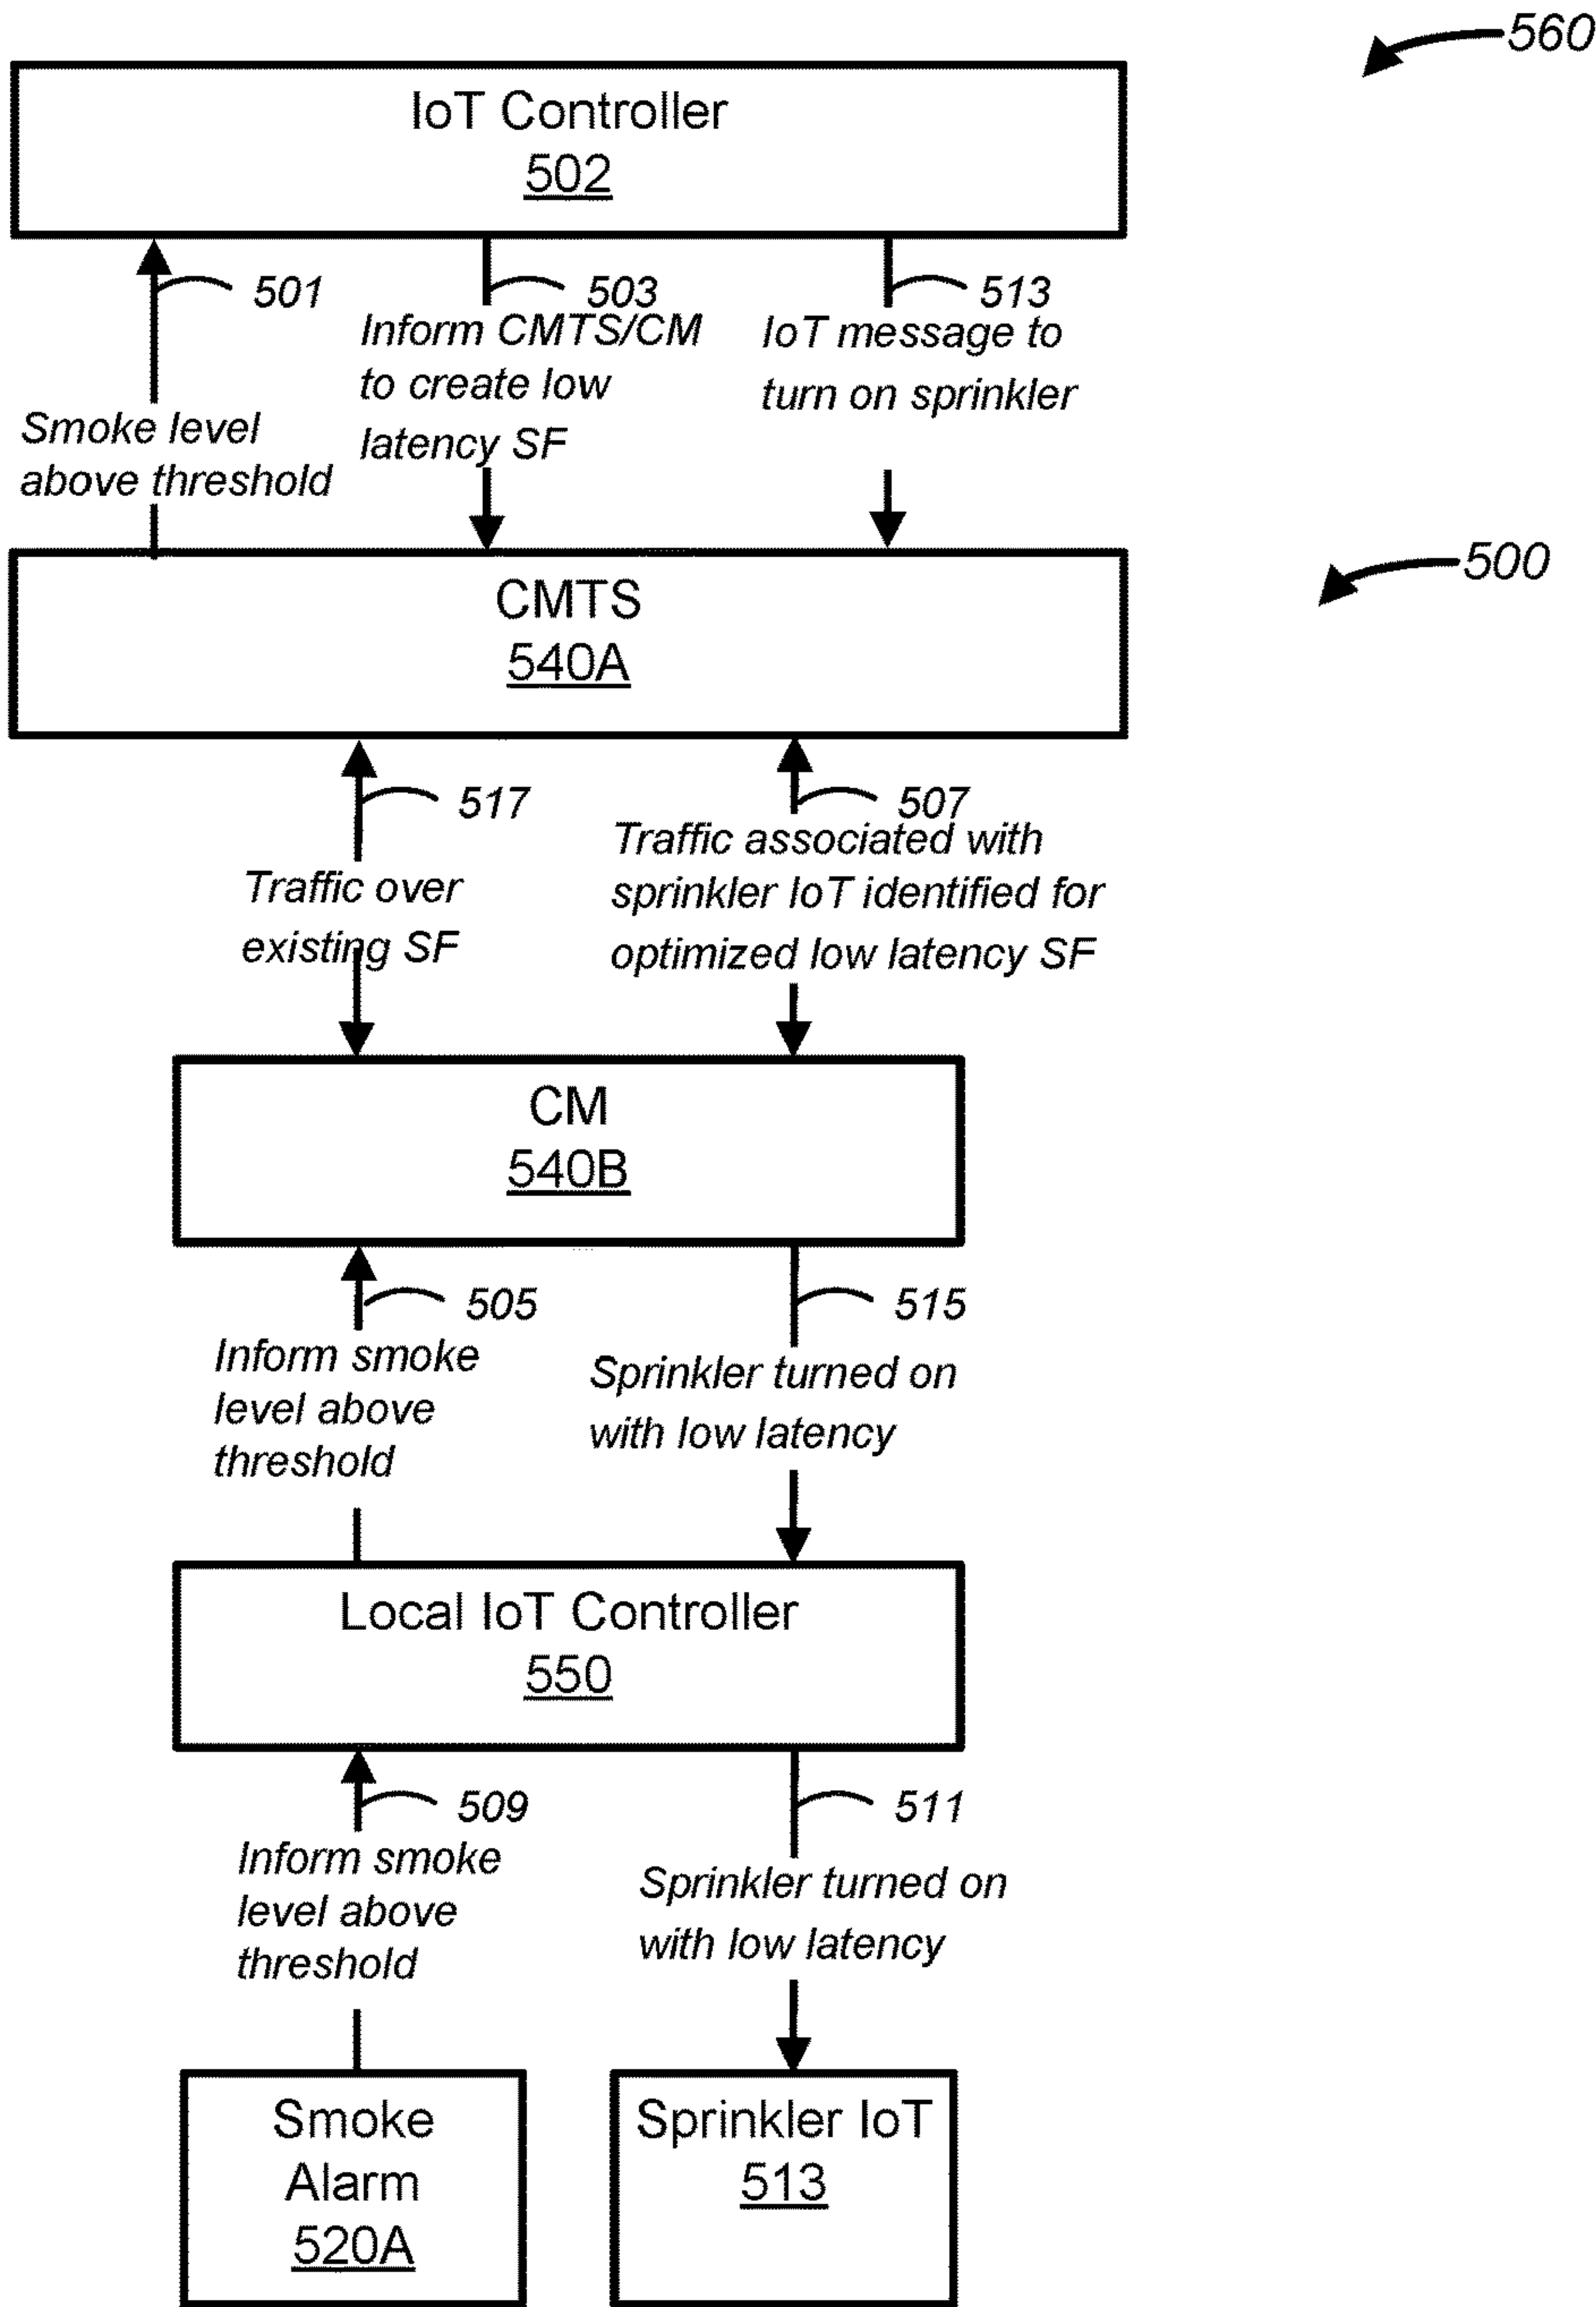 560
IoT Controller
502
501
503
513
Inform CMTS/CM
to create low
latency SF
IoT message to
turn on sprinkler
Smoke level
above threshold
500
CMTS
540A
517
507
Traffic over
existing SF
Traffic associated with
sprinkler IoT identified for
optimized low latency SF
CM
540B
505
515
Inform smoke
level above
threshold
Sprinkler turned on
with low latency
Local IoT Controller
550
509
511
Inform smoke
level above
threshold
Sprinkler turned on
with low latency
Smoke
Alarm
520A
Sprinkler IoT
513